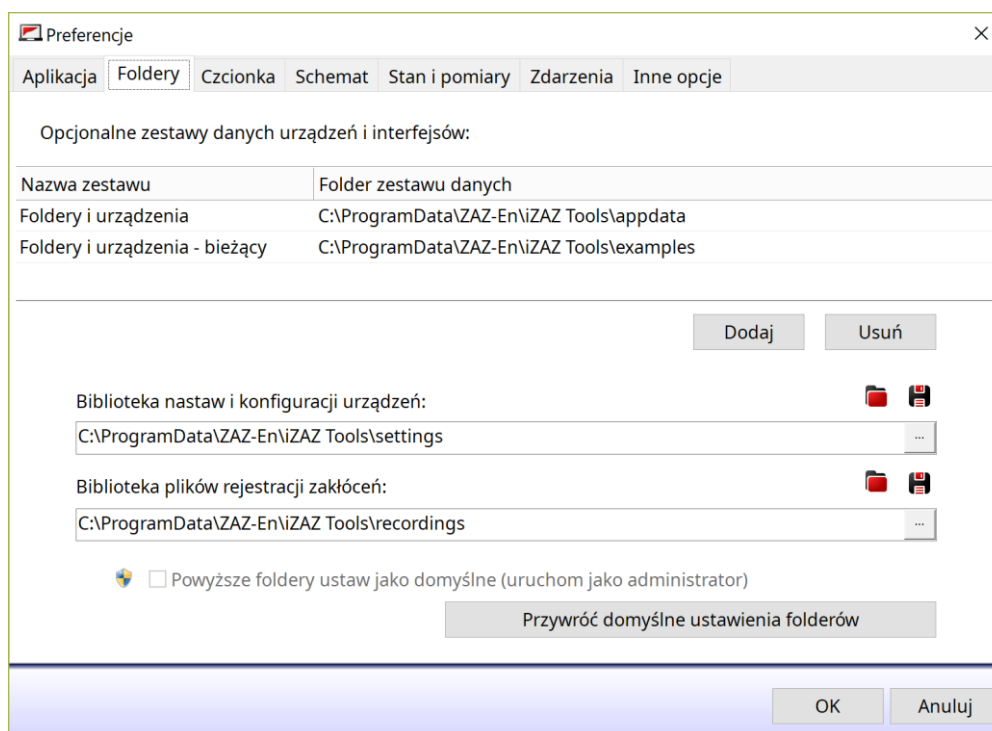 Preferencje
Aplikacja Foldery Czcionka Schemat Stan i pomiary Zdarzenia Inne opcje
Opcjonalne zestawy danych urządzeń i interfejsów:
Nazwa zestawu Folder zestawu danych
Foldery i urządzenia C:\ProgramData\ZAZ-En\iZAZ Tools\appdata
Foldery i urządzenia - bieżący C:\ProgramData\ZAZ-En\iZAZ Tools\examples
Dodaj Usuń
Biblioteka nastaw i konfiguracji urządzeń:
C:\ProgramData\ZAZ-En\iZAZ Tools\settings ...
Biblioteka plików rejestracji zakłóceń:
C:\ProgramData\ZAZ-En\iZAZ Tools\recordings ...
Powyższe foldery ustaw jako domyślne (uruchom jako administrator)
Przywróć domyślne ustawienia folderów
OK Anuluj